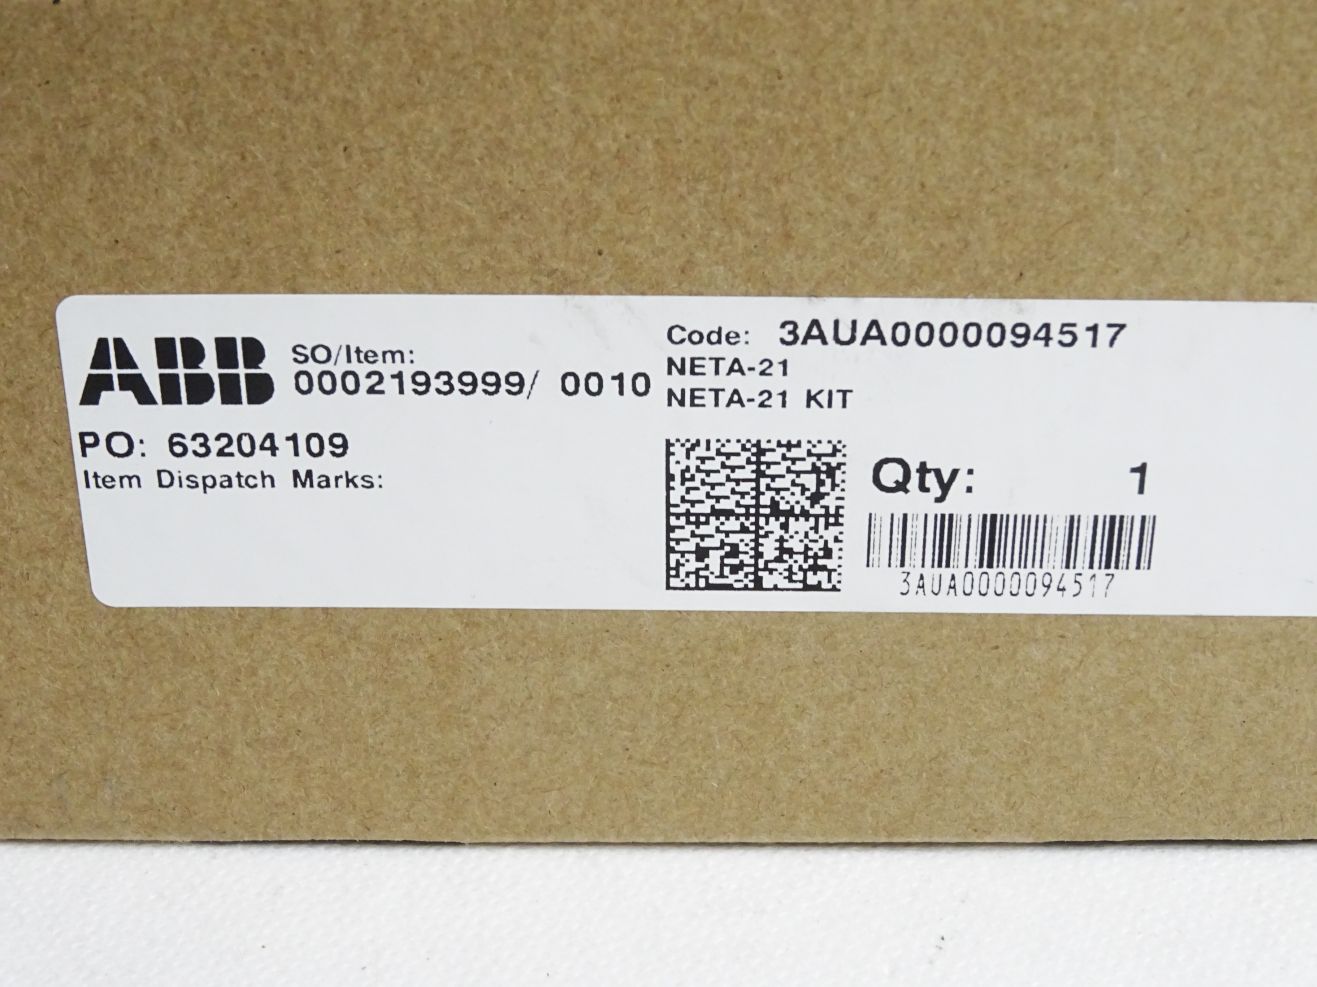 ABB
SO/Item:
0002193999/ 0010
PO: 63204109
Item Dispatch Marks:
Code: 3AUA0000094517
NETA-21
NETA-21 KIT
Qty: 1
3AUA0000094517